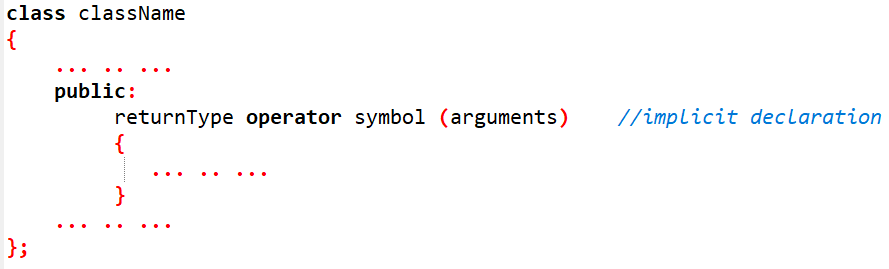 class className
{
... .. ...
public:
returnType operator symbol (arguments) //implicit declaration
{
... .. ...
}
... .. ...
};